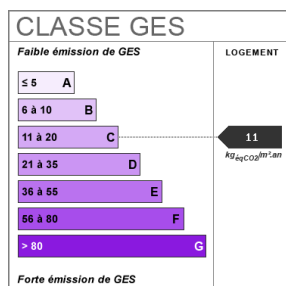 CLASSE GES
Faible émission de GES
LOGEMENT
≤ 5 A
6 à 10 B
11 à 20 C
11
kgéqCO2/m².an
21 à 35 D
36 à 55 E
56 à 80 F
> 80 G
Forte émission de GES